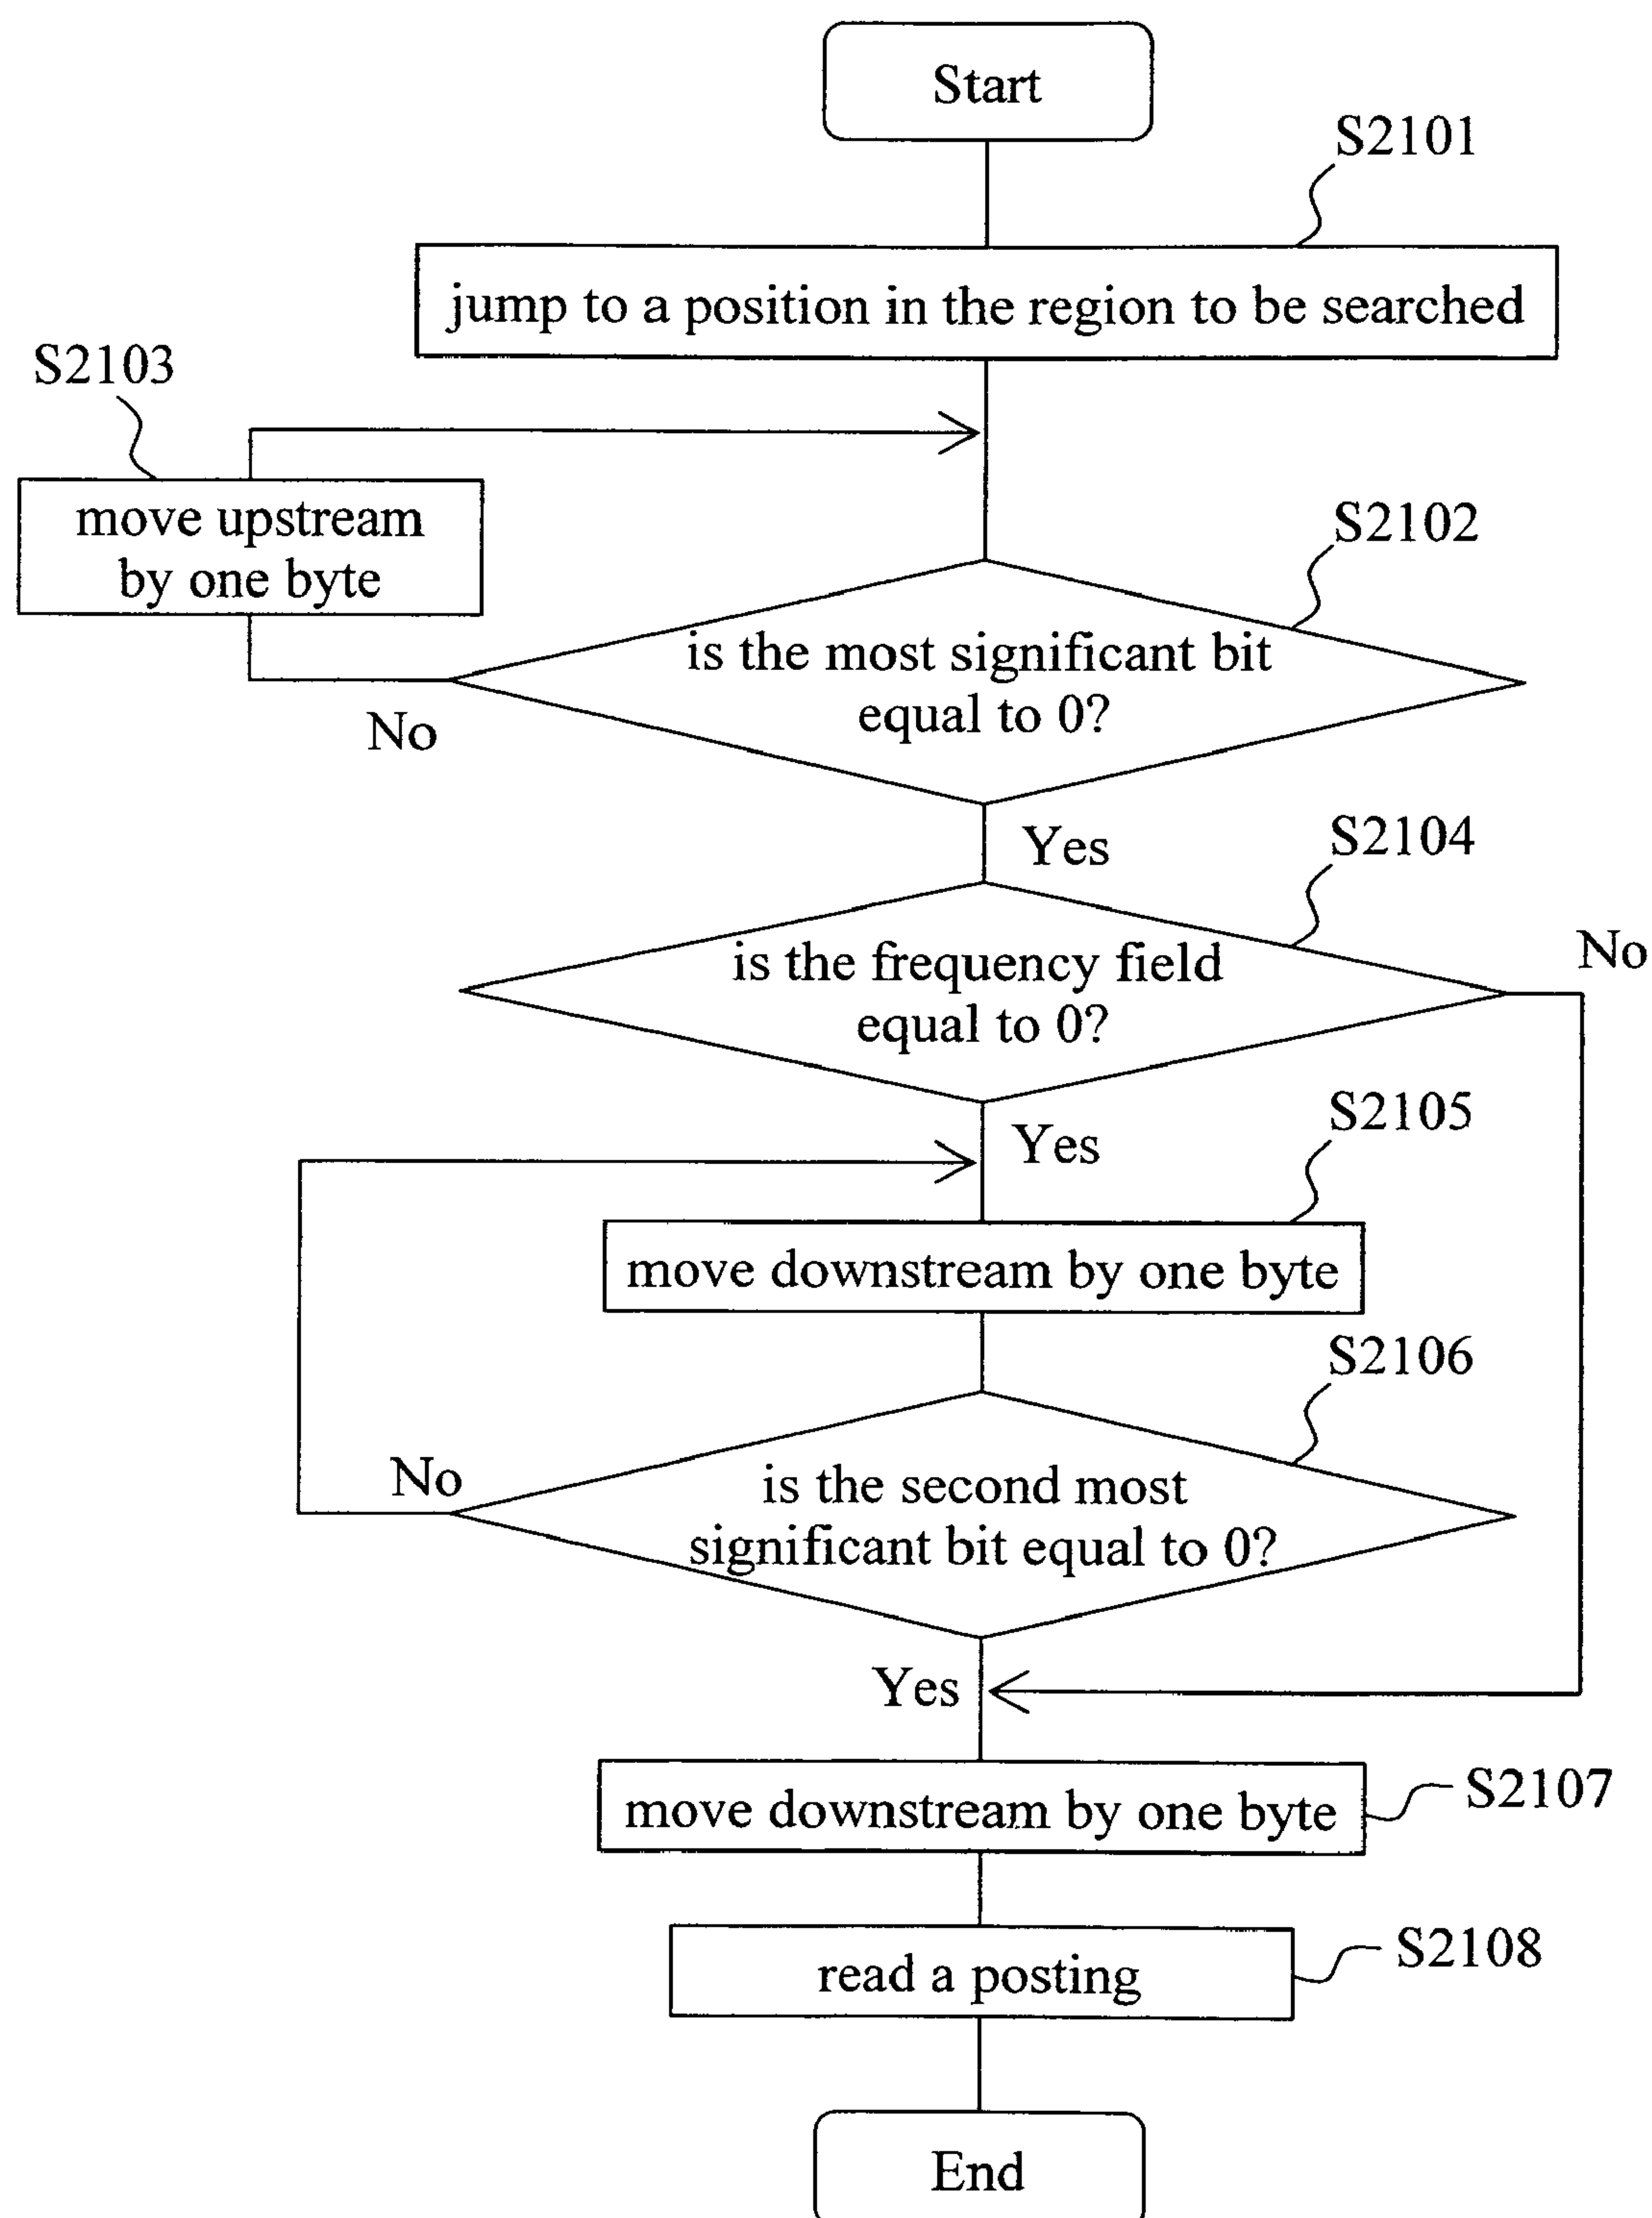 Start
S2101
jump to a position in the region to be searched
S2103
move upstream
by one byte
S2102
is the most significant bit
equal to 0?
No
Yes
S2104
is the frequency field
equal to 0?
No
Yes
S2105
move downstream by one byte
S2106
No
is the second most
significant bit equal to 0?
Yes
move downstream by one byte
S2107
read a posting
S2108
End